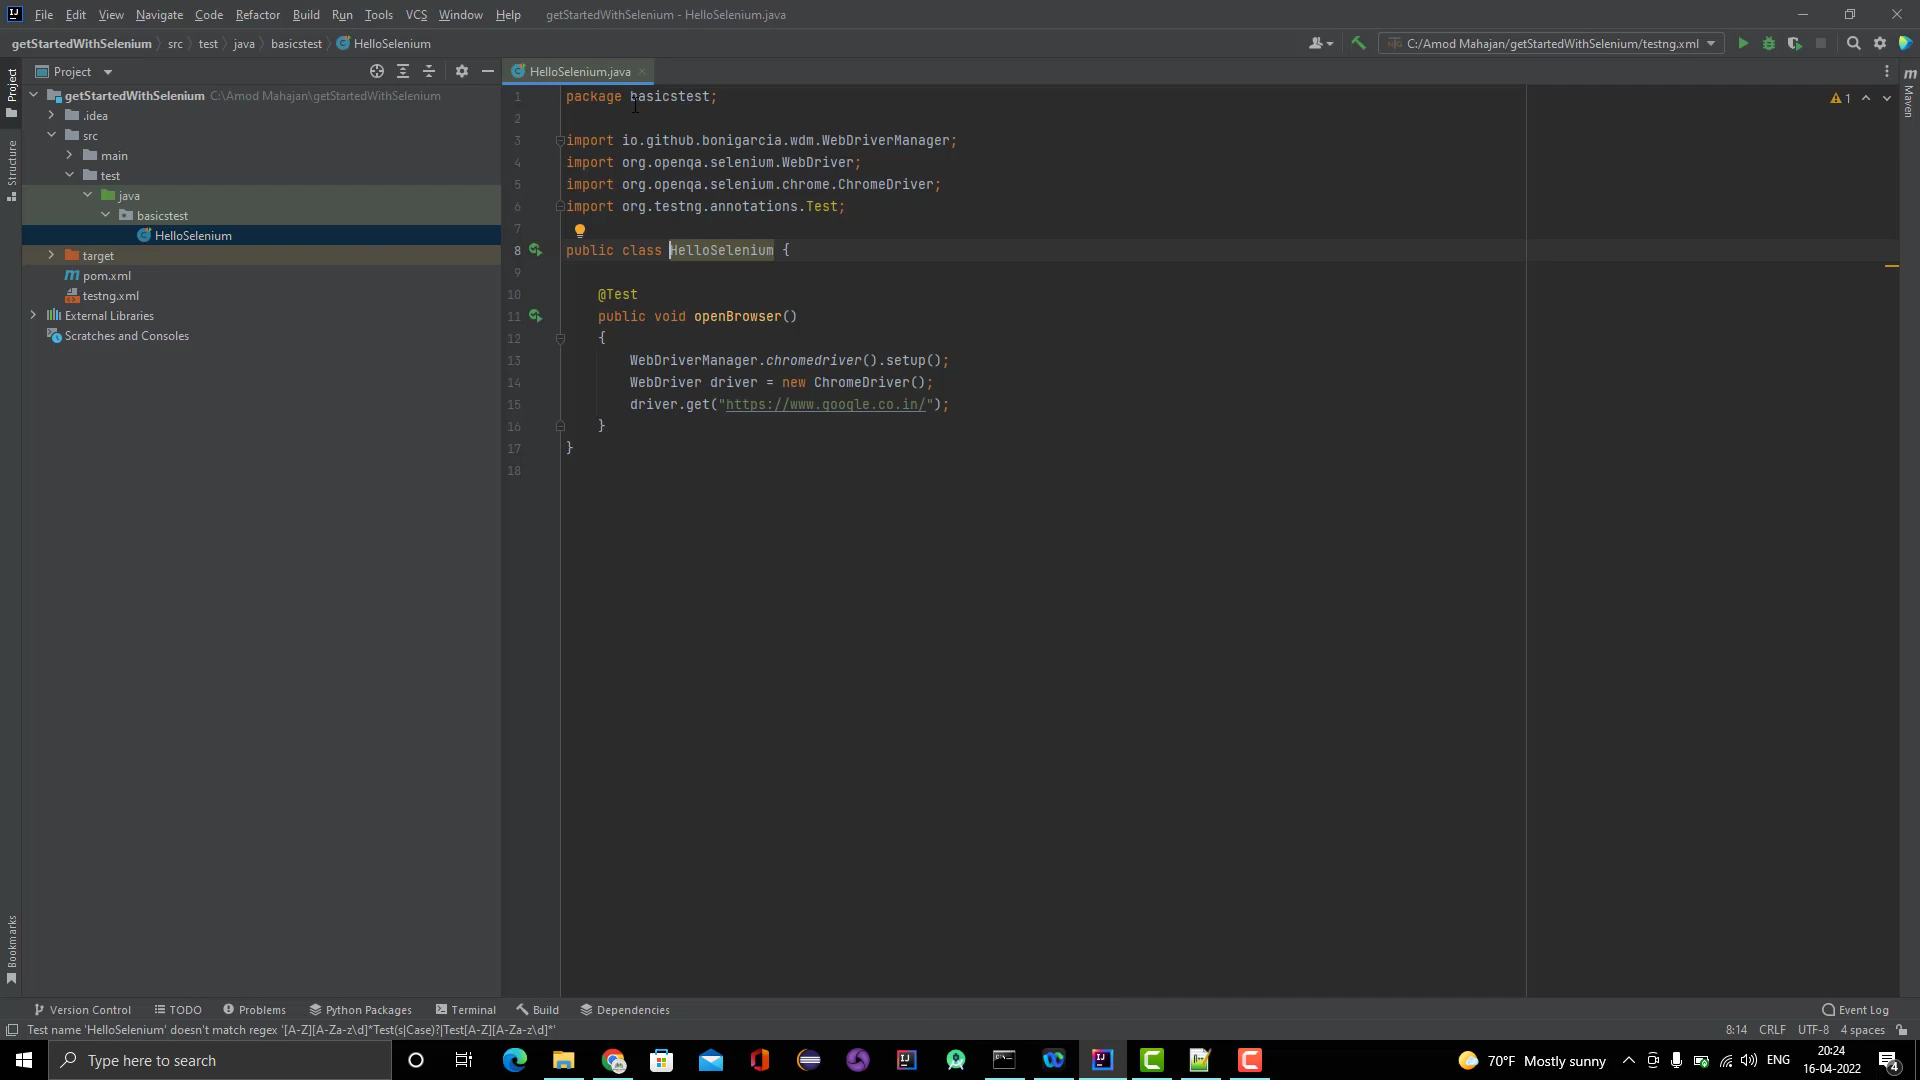 File Edit View Navigate Code Refactor Build Run Tools VCS Window Help getStartedWithSelenium - HelloSelenium.java
getStartedWithSelenium src test java basicstest HelloSelenium C:/Amod Mahajan/getStartedWithSelenium/testng.xml
Project
HelloSelenium.java
Project
Structure
Bookmarks
Maven
getStartedWithSelenium C:\Amod Mahajan\getStartedWithSelenium
.idea
src
main
test
java
basicstest
HelloSelenium
target
pom.xml
testng.xml
External Libraries
Scratches and Consoles
1 package basicstest;
2
3 import io.github.bonigarcia.wdm.WebDriverManager;
4 import org.openqa.selenium.WebDriver;
5 import org.openqa.selenium.chrome.ChromeDriver;
6 import org.testng.annotations.Test;
7
8 public class HelloSelenium {
9
10 @Test
11 public void openBrowser()
12 {
13 WebDriverManager.chromedriver().setup();
14 WebDriver driver = new ChromeDriver();
15 driver.get("https://www.google.co.in/");
16 }
17 }
18
1
Version Control TODO Problems Python Packages Terminal Build Dependencies Event Log
Test name 'HelloSelenium' doesn't match regex '[A-Z][A-Za-z\d]*Test(s|Case)?|Test[A-Z][A-Za-z\d]*' 8:14 CRLF UTF-8 4 spaces
Type here to search 70°F Mostly sunny ENG
20:24
16-04-2022
4